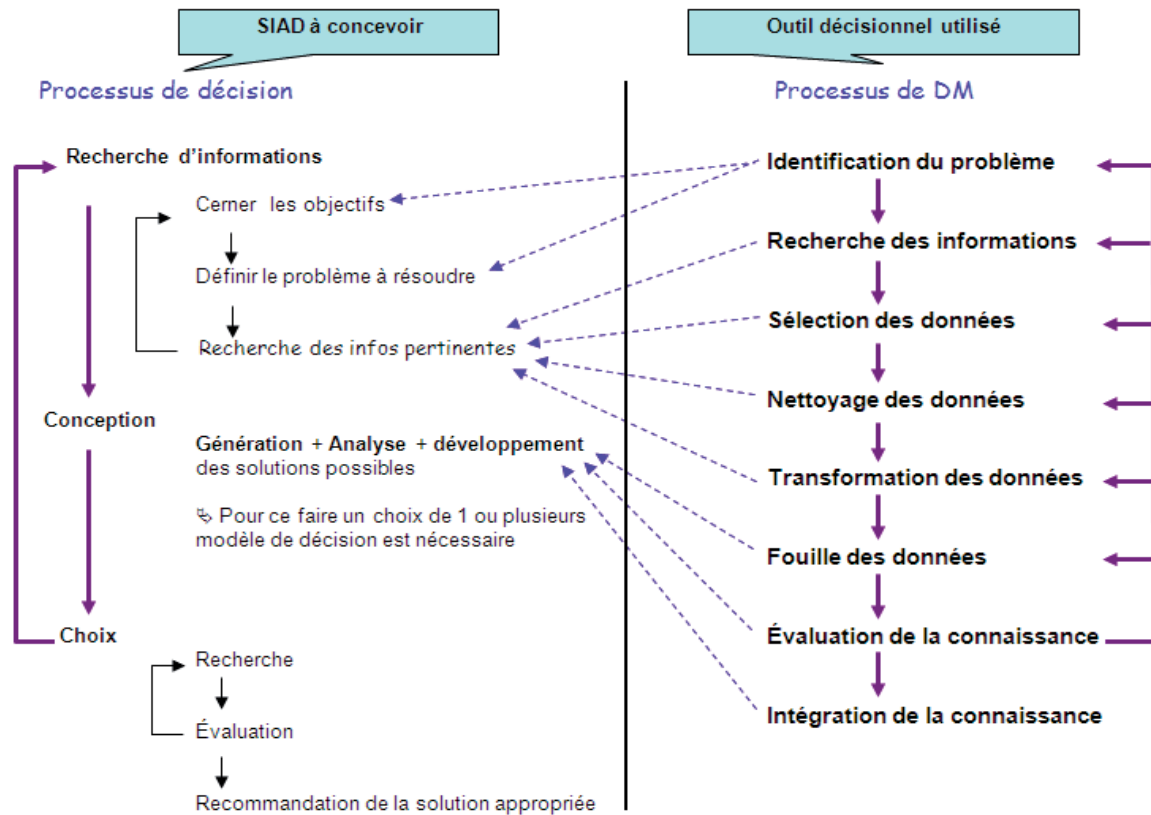 SIAD à concevoir
Outil décisionnel utilisé
Processus de décision
Processus de DM
Recherche d'informations
Cerner les objectifs
Définir le problème à résoudre
Recherche des infos pertinentes
Conception
Génération + Analyse + développement
des solutions possibles
Pour ce faire un choix de 1 ou plusieurs
modèle de décision est nécessaire
Choix
Recherche
Évaluation
Recommandation de la solution appropriée
Identification du problème
Recherche des informations
Sélection des données
Nettoyage des données
Transformation des données
Fouille des données
Évaluation de la connaissance
Intégration de la connaissance